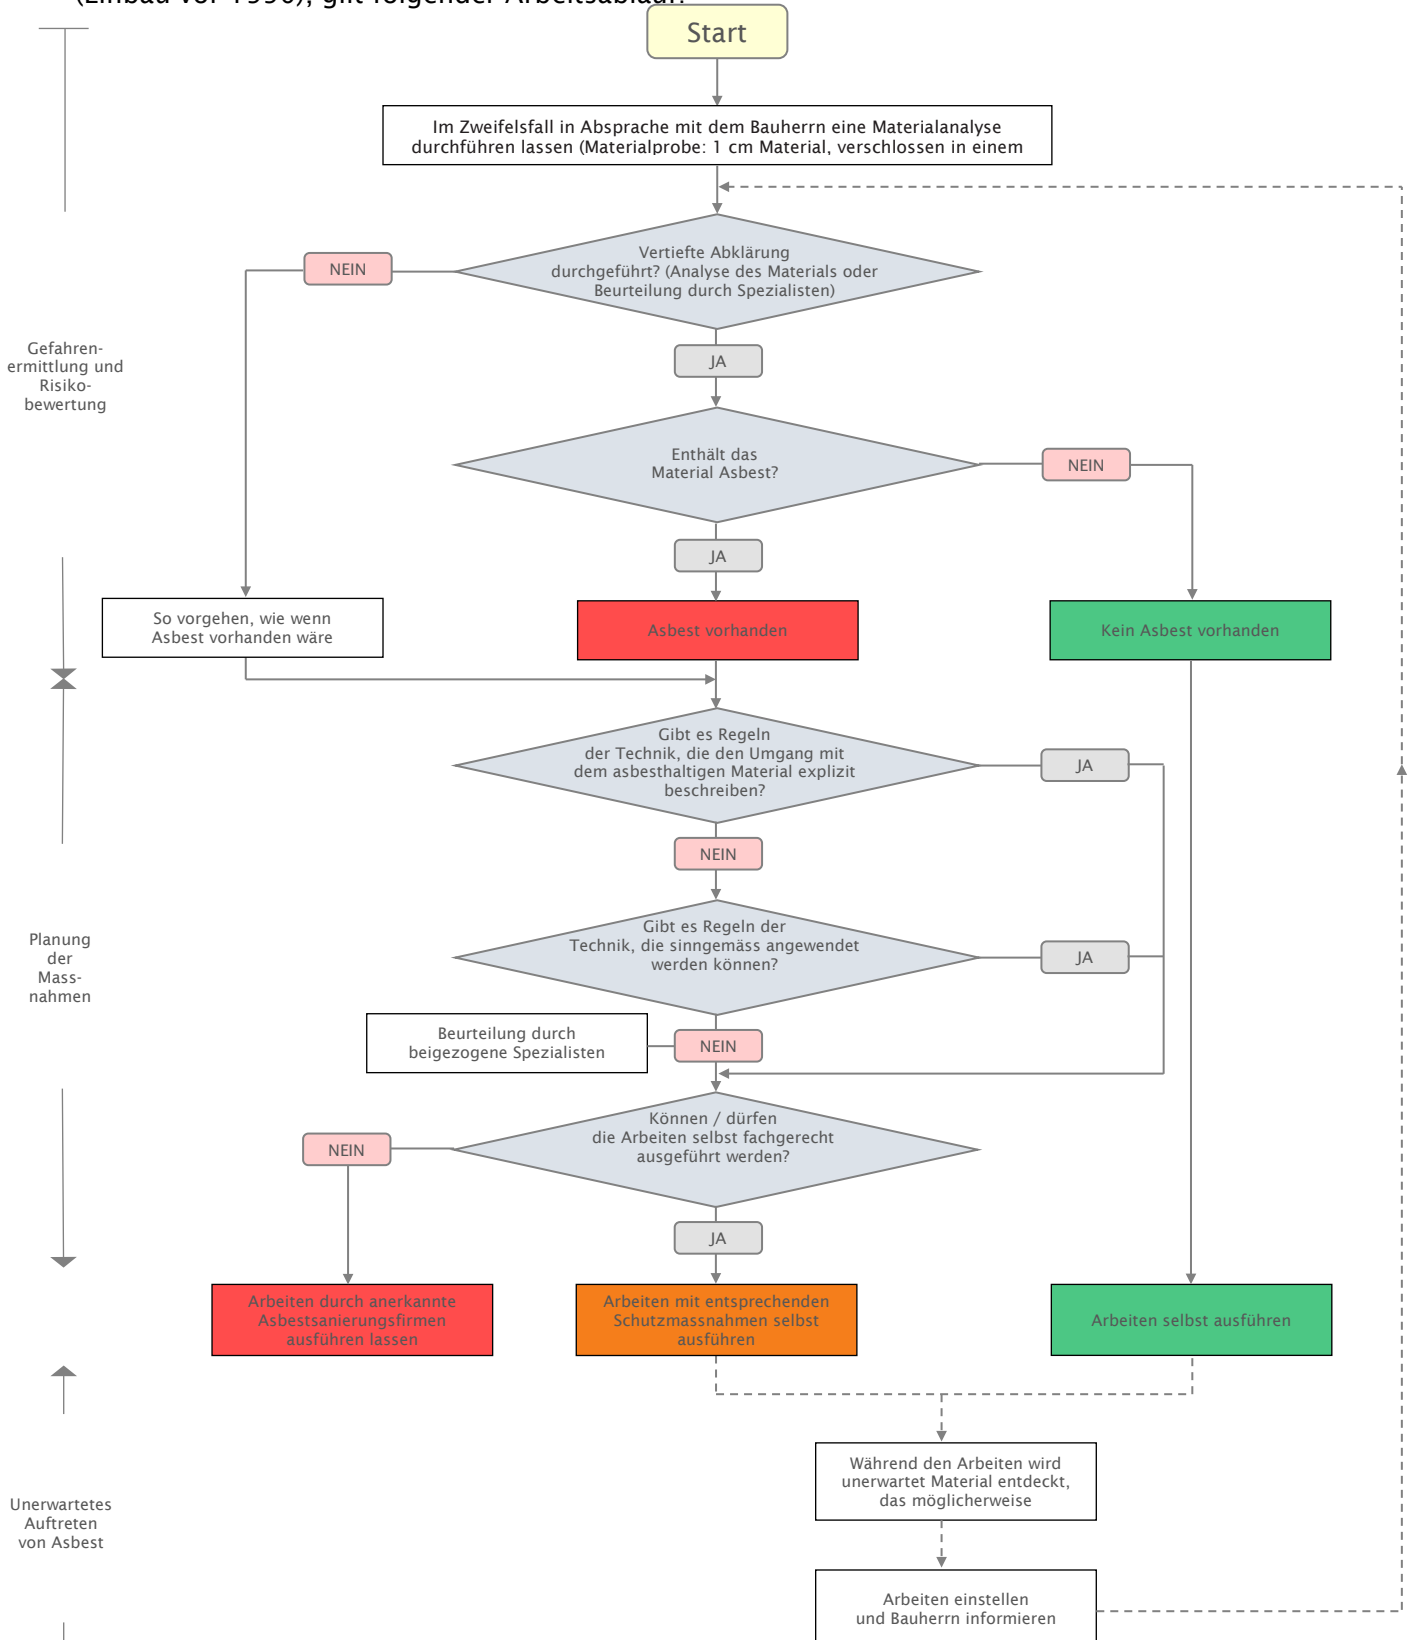 (Einbau vor 1990), gilt folgender Arbeitsablauf:
Start
Im Zweifelsfall in Absprache mit dem Bauherrn eine Materialanalyse
durchführen lassen (Materialprobe: 1 cm Material, verschlossen in einem
Vertiefte Abklärung
durchgeführt? (Analyse des Materials oder
Beurteilung durch Spezialisten)
NEIN
JA
Gefahren-
ermittlung und
Risiko-
bewertung
Enthält das
Material Asbest?
NEIN
JA
So vorgehen, wie wenn
Asbest vorhanden wäre
Asbest vorhanden
Kein Asbest vorhanden
Gibt es Regeln
der Technik, die den Umgang mit
dem asbesthaltigen Material explizit
beschreiben?
JA
NEIN
Planung
der
Mass-
nahmen
Gibt es Regeln der
Technik, die sinngemäss angewendet
werden können?
JA
Beurteilung durch
beigezogene Spezialisten
NEIN
Können / dürfen
die Arbeiten selbst fachgerecht
ausgeführt werden?
NEIN
JA
Arbeiten durch anerkannte
Asbestsanierungsfirmen
ausführen lassen
Arbeiten mit entsprechenden
Schutzmassnahmen selbst
ausführen
Arbeiten selbst ausführen
Während den Arbeiten wird
unerwartet Material entdeckt,
das möglicherweise
Unerwartetes
Auftreten
von Asbest
Arbeiten einstellen
und Bauherrn informieren